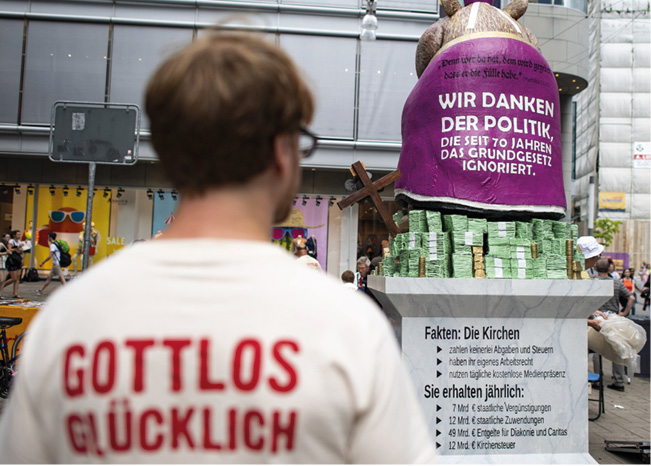 „Denn wer da hat, dem wird gegeben,
dass er die Fülle habe."
WIR DANKEN
DER POLITIK,
DIE SEIT 70 JAHREN
DAS GRUNDGESETZ
IGNORIERT.
SALE
GOTTLOS
GLÜCKLICH
Fakten: Die Kirchen
▶ zahlen keinerlei Abgaben und Steuern
▶ haben ihr eigenes Arbeitsrecht
▶ nutzen tägliche kostenlose Medienpräsenz
Sie erhalten jährlich:
▶ 7 Mrd. € staatliche Vergünstigungen
▶ 12 Mrd. € staatliche Zuwendungen
▶ 49 Mrd. € Entgelte für Diakonie und Caritas
▶ 12 Mrd. € Kirchensteuer